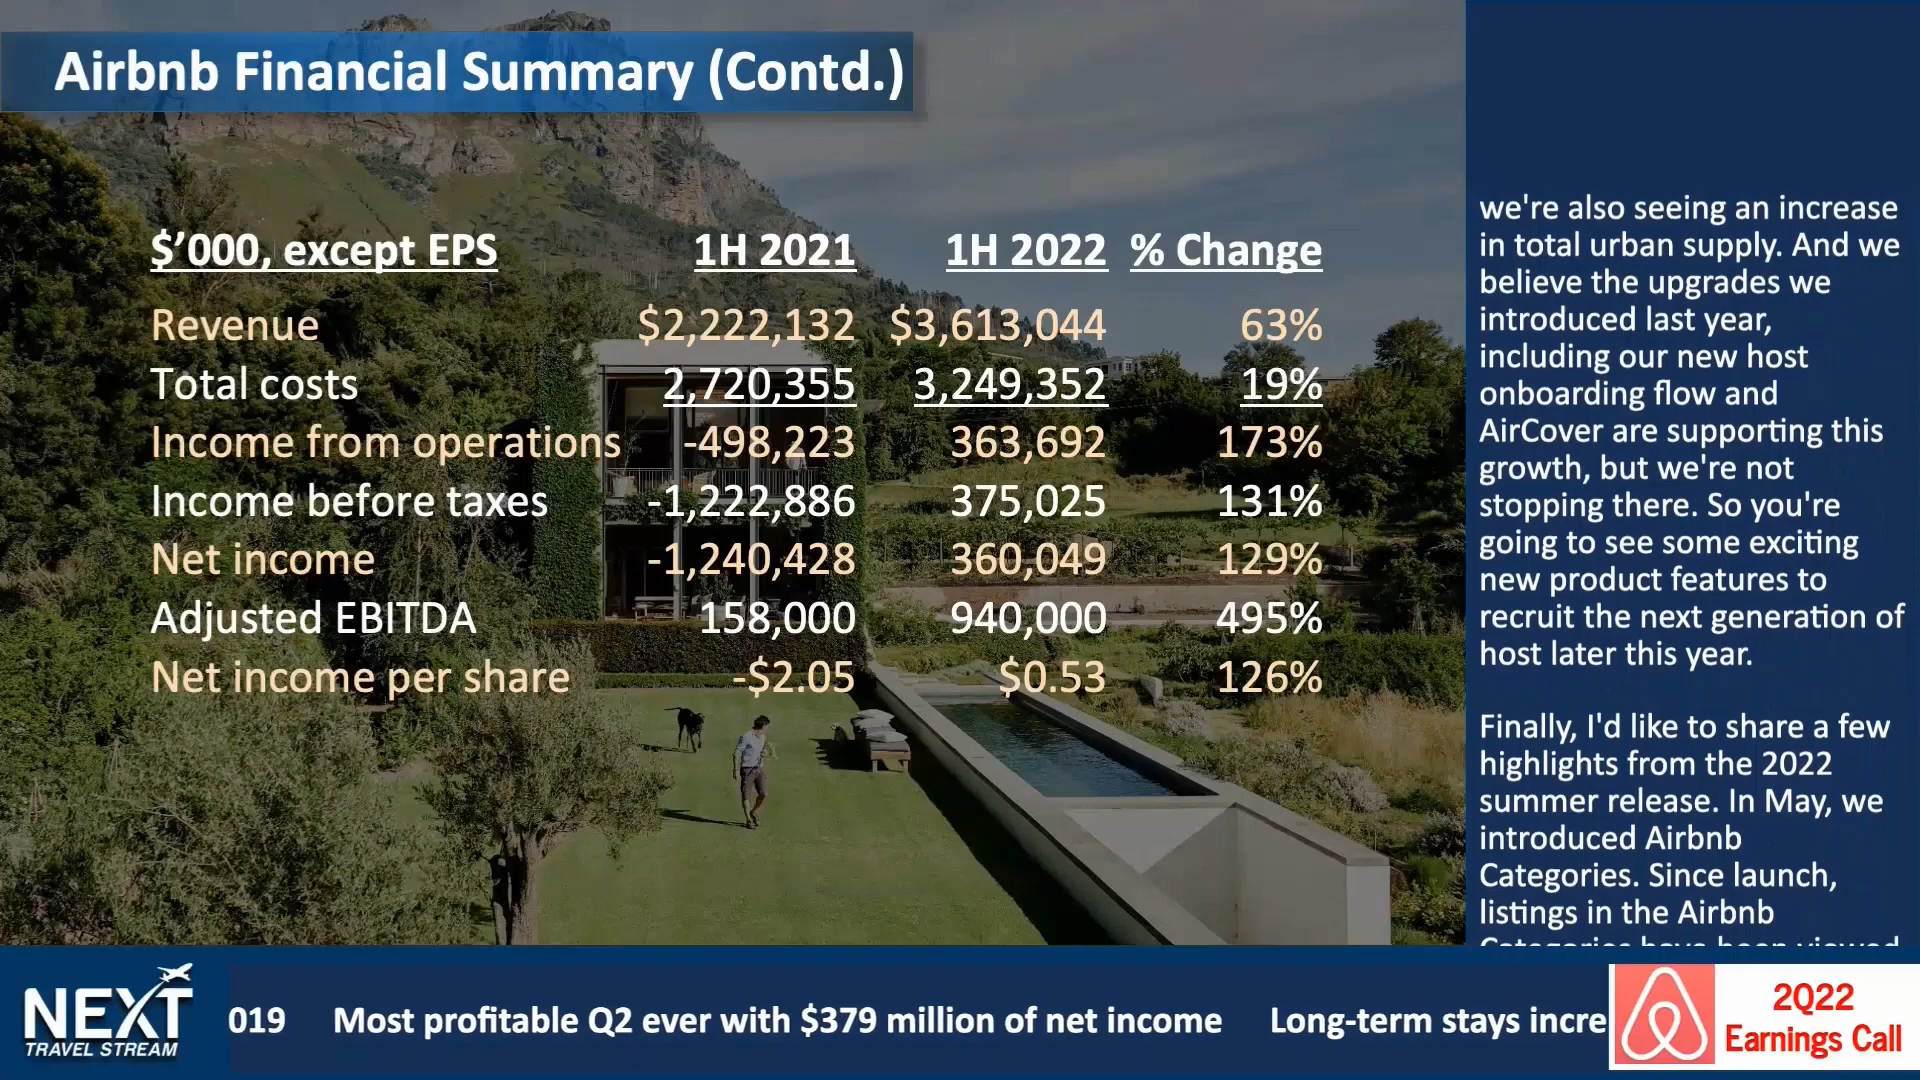 Airbnb Financial Summary (Contd.)
$’000, except EPS 1H 2021 1H 2022 % Change
Revenue $2,222,132 $3,613,044 63%
Total costs 2,720,355 3,249,352 19%
Income from operations -498,223 363,692 173%
Income before taxes -1,222,886 375,025 131%
Net income -1,240,428 360,049 129%
Adjusted EBITDA 158,000 940,000 495%
Net income per share -$2.05 $0.53 126%
we're also seeing an increase
in total urban supply. And we
believe the upgrades we
introduced last year,
including our new host
onboarding flow and
AirCover are supporting this
growth, but we're not
stopping there. So you're
going to see some exciting
new product features to
recruit the next generation of
host later this year.
Finally, I'd like to share a few
highlights from the 2022
summer release. In May, we
introduced Airbnb
Categories. Since launch,
listings in the Airbnb
Categories have been viewed
NEXT
TRAVEL STREAM
019 Most profitable Q2 ever with $379 million of net income Long-term stays incre
2Q22
Earnings Call